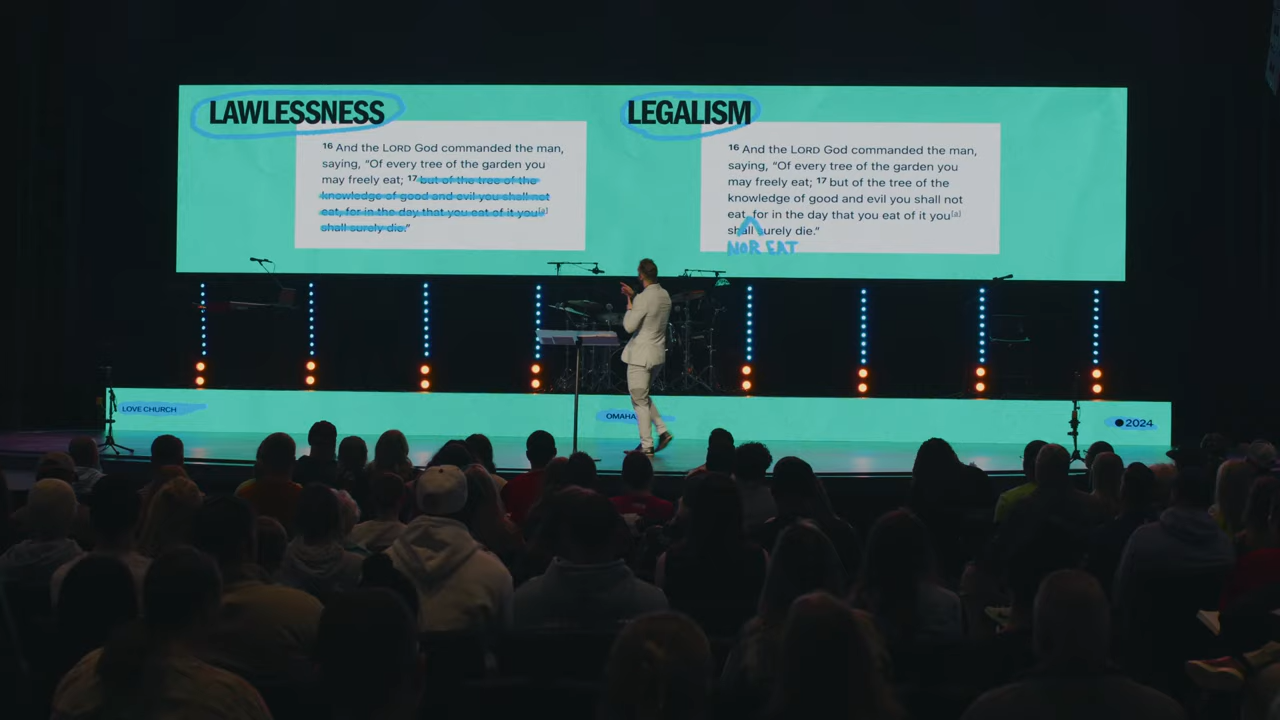 LAWLESSNESS
16 And the LORD God commanded the man,
saying, “Of every tree of the garden you
may freely eat; 17 but of the tree of the
knowledge of good and evil you shall not
eat, for in the day that you eat of it you[a]
shall surely die.”
LEGALISM
16 And the LORD God commanded the man,
saying, “Of every tree of the garden you
may freely eat; 17 but of the tree of the
knowledge of good and evil you shall not
eat, for in the day that you eat of it you[a]
shall surely die.”
NOR EAT
LOVE CHURCH
OMAHA
2024